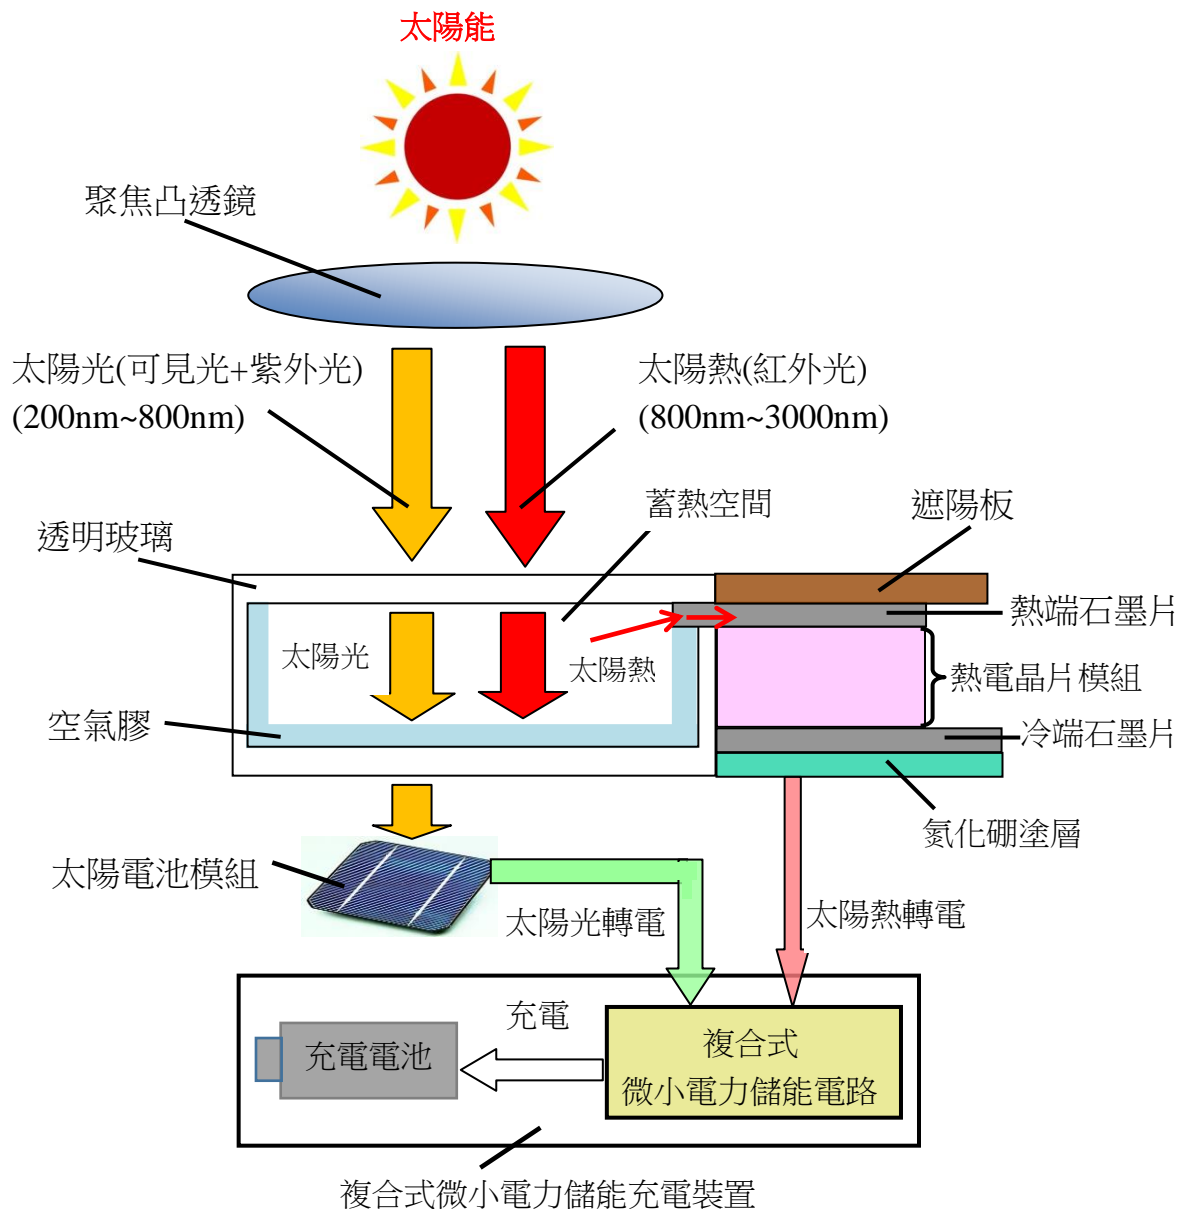 太陽能
聚焦凸透鏡
太陽光(可見光+紫外光)
(200nm~800nm)
太陽熱(紅外光)
(800nm~3000nm)
蓄熱空間
遮陽板
透明玻璃
熱端石墨片
太陽光
太陽熱
熱電晶片模組
空氣膠
冷端石墨片
氮化硼塗層
太陽電池模組
太陽光轉電
太陽熱轉電
充電
充電電池
複合式
微小電力儲能電路
複合式微小電力儲能充電裝置